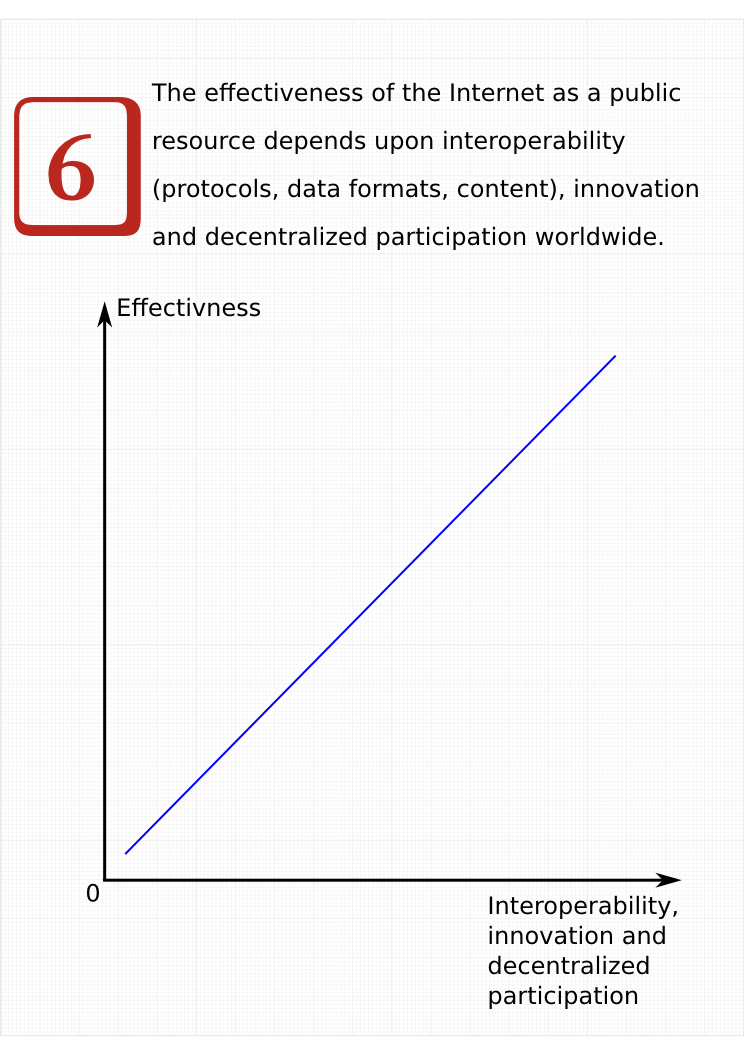 6
The effectiveness of the Internet as a public
resource depends upon interoperability
(protocols, data formats, content), innovation
and decentralized participation worldwide.
Effectivness
0
Interoperability,
innovation and
decentralized
participation